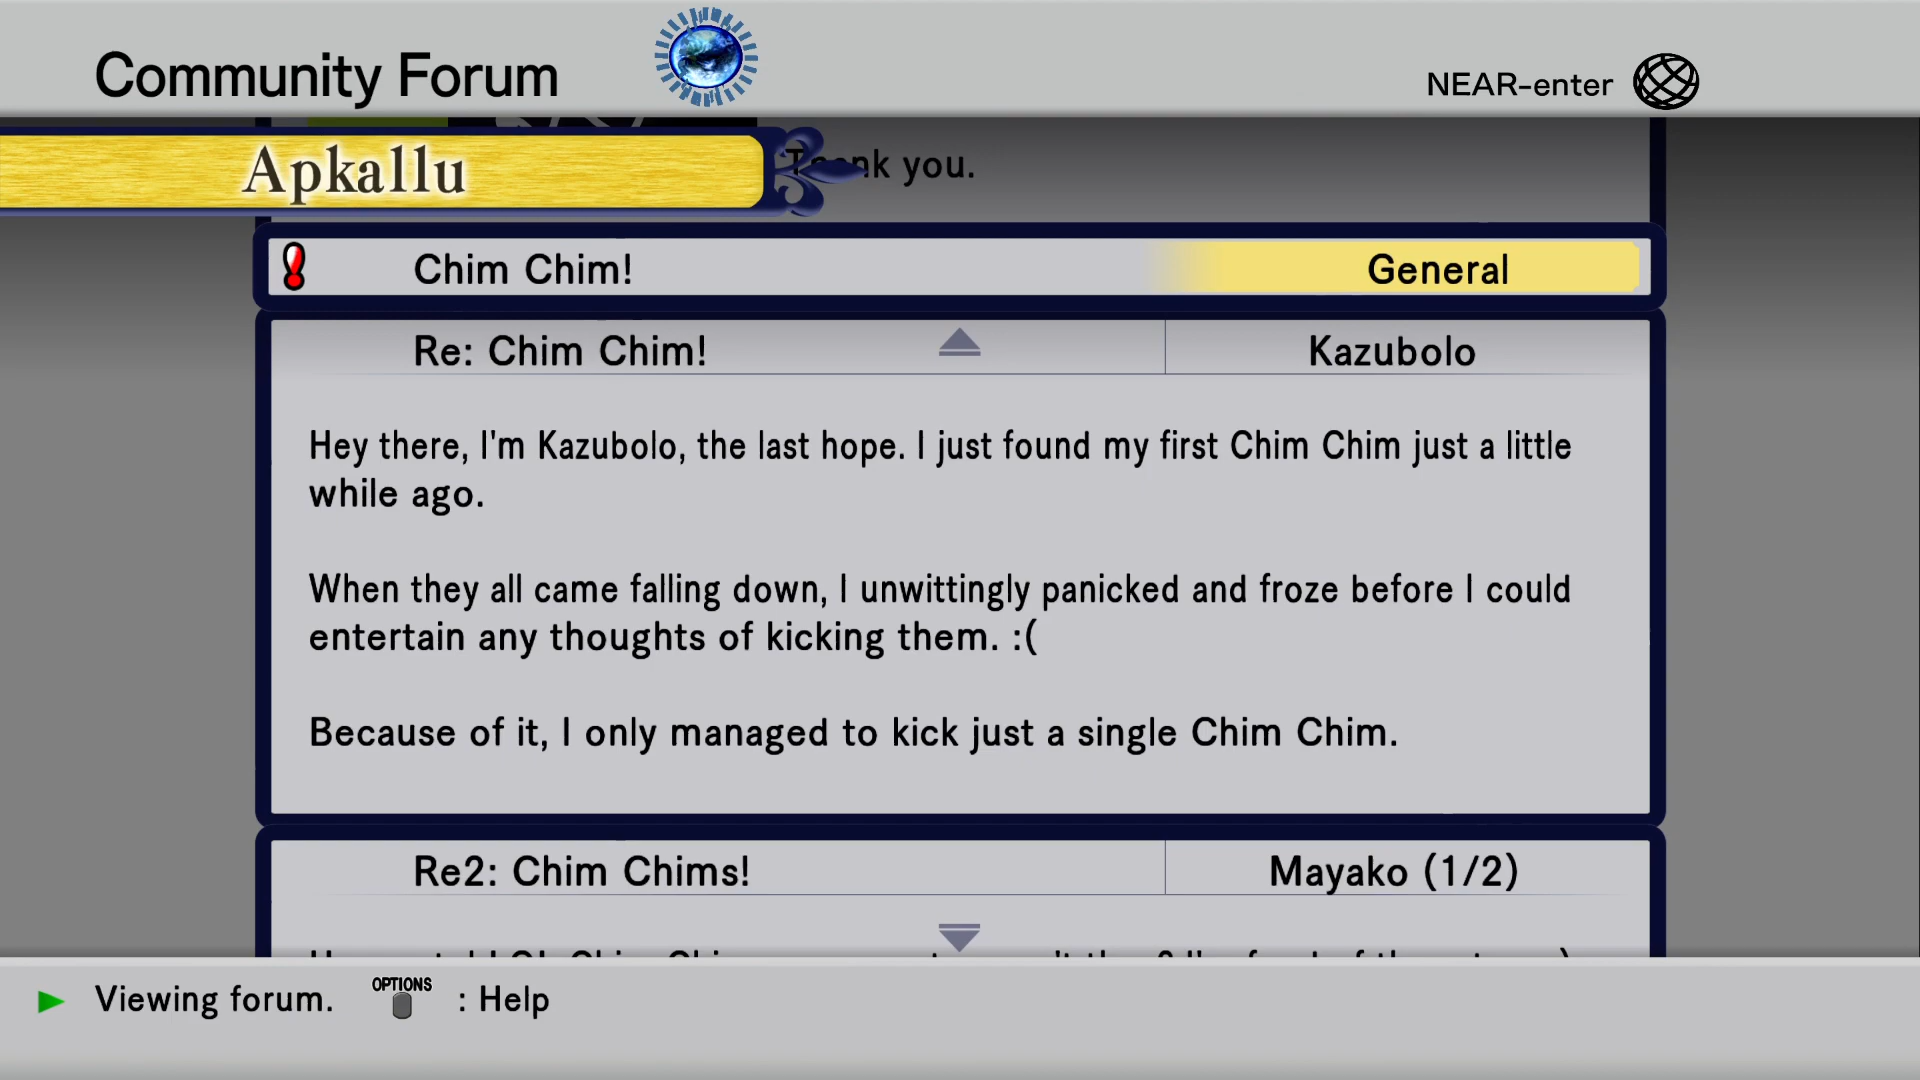 Community Forum
NEAR-enter
Apkallu
Thank you.
Chim Chim!
General
Re: Chim Chim!
Kazubolo
Hey there, I'm Kazubolo, the last hope. I just found my first Chim Chim just a little
while ago.
When they all came falling down, I unwittingly panicked and froze before I could
entertain any thoughts of kicking them. :(
Because of it, I only managed to kick just a single Chim Chim.
Re2: Chim Chims!
Mayako (1/2)
Viewing forum.
OPTIONS
: Help